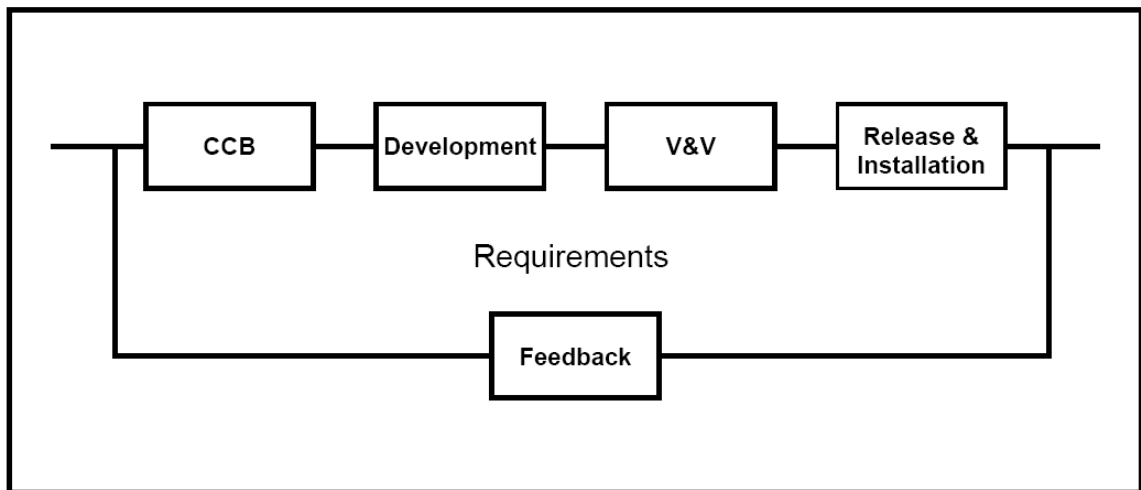 CCB
Development
V&V
Release &
Installation
Requirements
Feedback